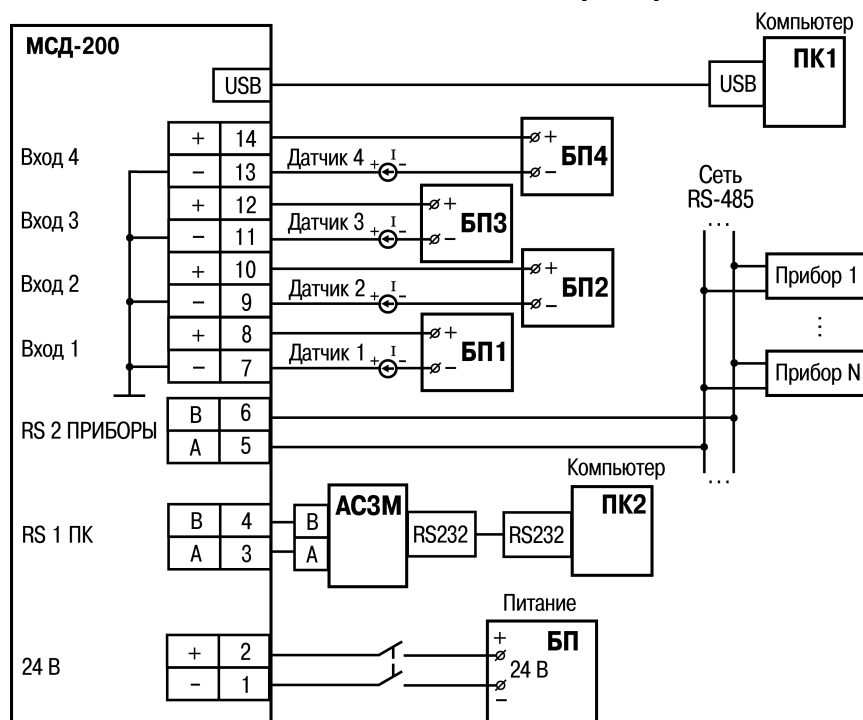 Компьютер
МСД-200
ПК1
USB
USB
Вход 4
+ 14
Датчик 4
+ I -
+
БП4
- 13
-
Сеть
RS-485
...
Вход 3
+ 12
Датчик 3
+ I -
+
БП3
- 11
-
Вход 2
+ 10
Датчик 2
+ I -
+
БП2
- 9
-
Прибор 1
...
Вход 1
+ 8
Датчик 1
+ I -
+
БП1
- 7
-
Прибор N
RS 2 ПРИБОРЫ
B 6
A 5
...
Компьютер
RS 1 ПК
B 4
A 3
B
A
АС3М
RS232
RS232
ПК2
Питание
24 В
+ 2
- 1
+
БП
24 В
-